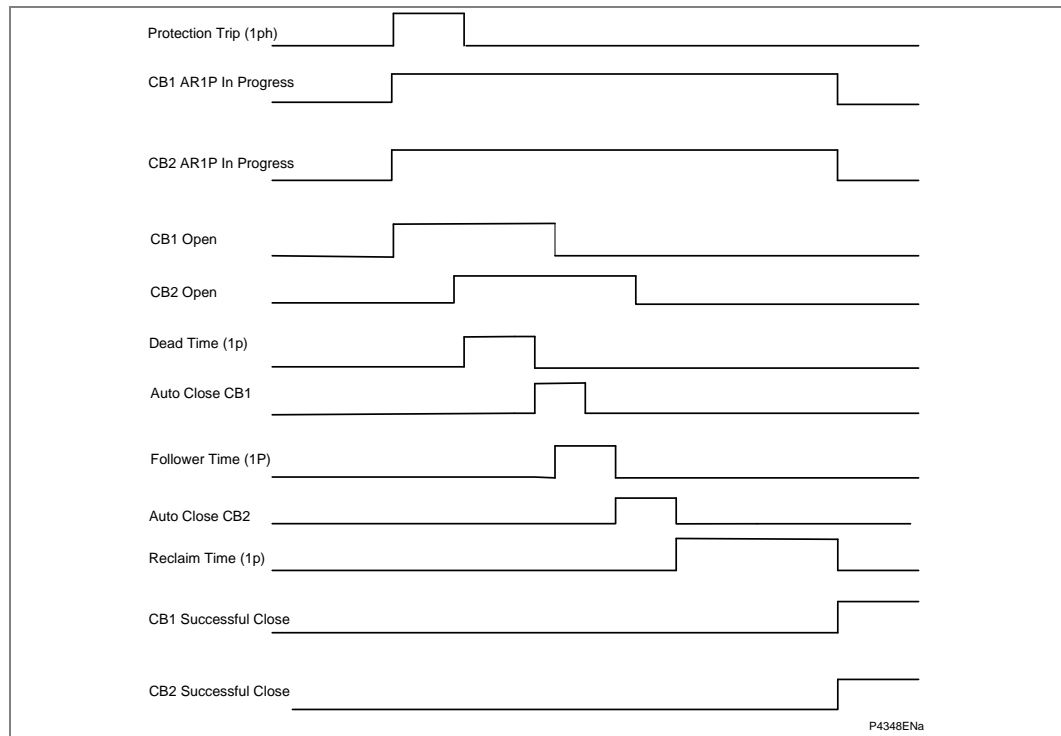 Protection Trip (1ph)
CB1 AR1P In Progress
CB2 AR1P In Progress
CB1 Open
CB2 Open
Dead Time (1p)
Auto Close CB1
Follower Time (1P)
Auto Close CB2
Reclaim Time (1p)
CB1 Successful Close
CB2 Successful Close
P4348ENa